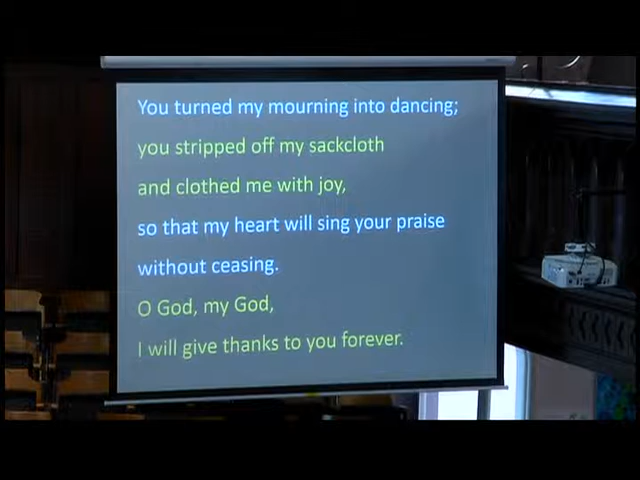 You turned my mourning into dancing;
you stripped off my sackcloth
and clothed me with joy,
so that my heart will sing your praise
without ceasing.
O God, my God,
I will give thanks to you forever.